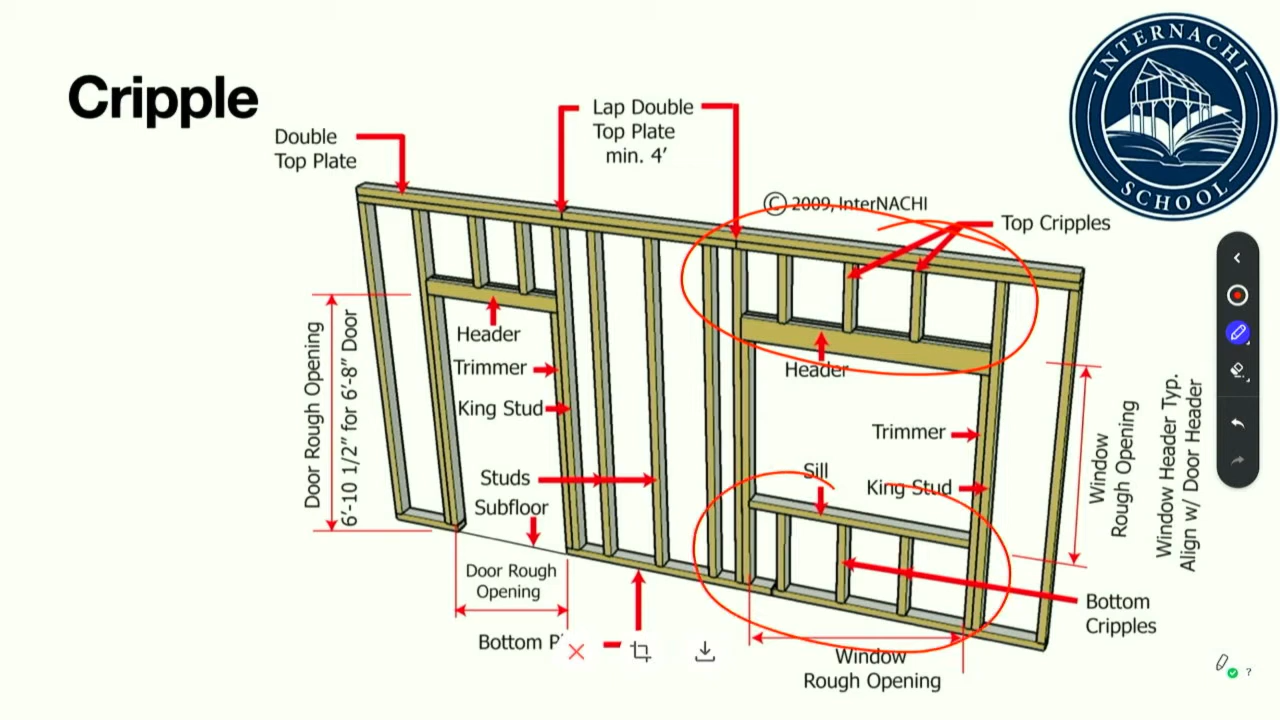 Cripple
INTERNACHI
SCHOOL
Double
Top Plate
Lap Double
Top Plate
min. 4'
© 2009, InterNACHI
Top Cripples
Header
Trimmer
King Stud
Studs
Subfloor
Door Rough Opening
6'-10 1/2" for 6'-8" Door
Door Rough
Opening
Bottom P
Header
Trimmer
Sill
King Stud
Window
Rough Opening
Window Header Typ.
Align w/ Door Header
Bottom
Cripples
Window
Rough Opening
?